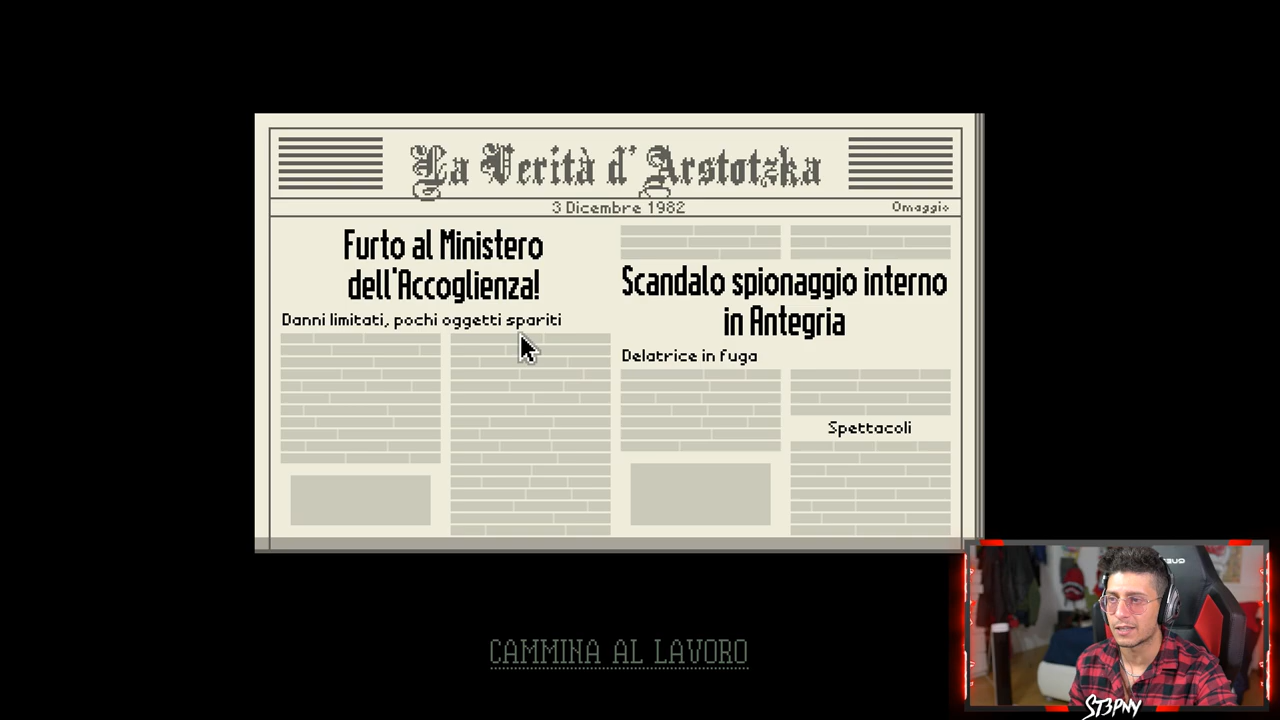 La Verità d'Arstotzka
3 Dicembre 1982
Omaggio
Furto al Ministero
dell'Accoglienza!
Danni limitati, pochi oggetti spariti
Scandalo spionaggio interno
in Antegria
Delatrice in fuga
Spettacoli
CAMMINA AL LAVORO
ST3PNY